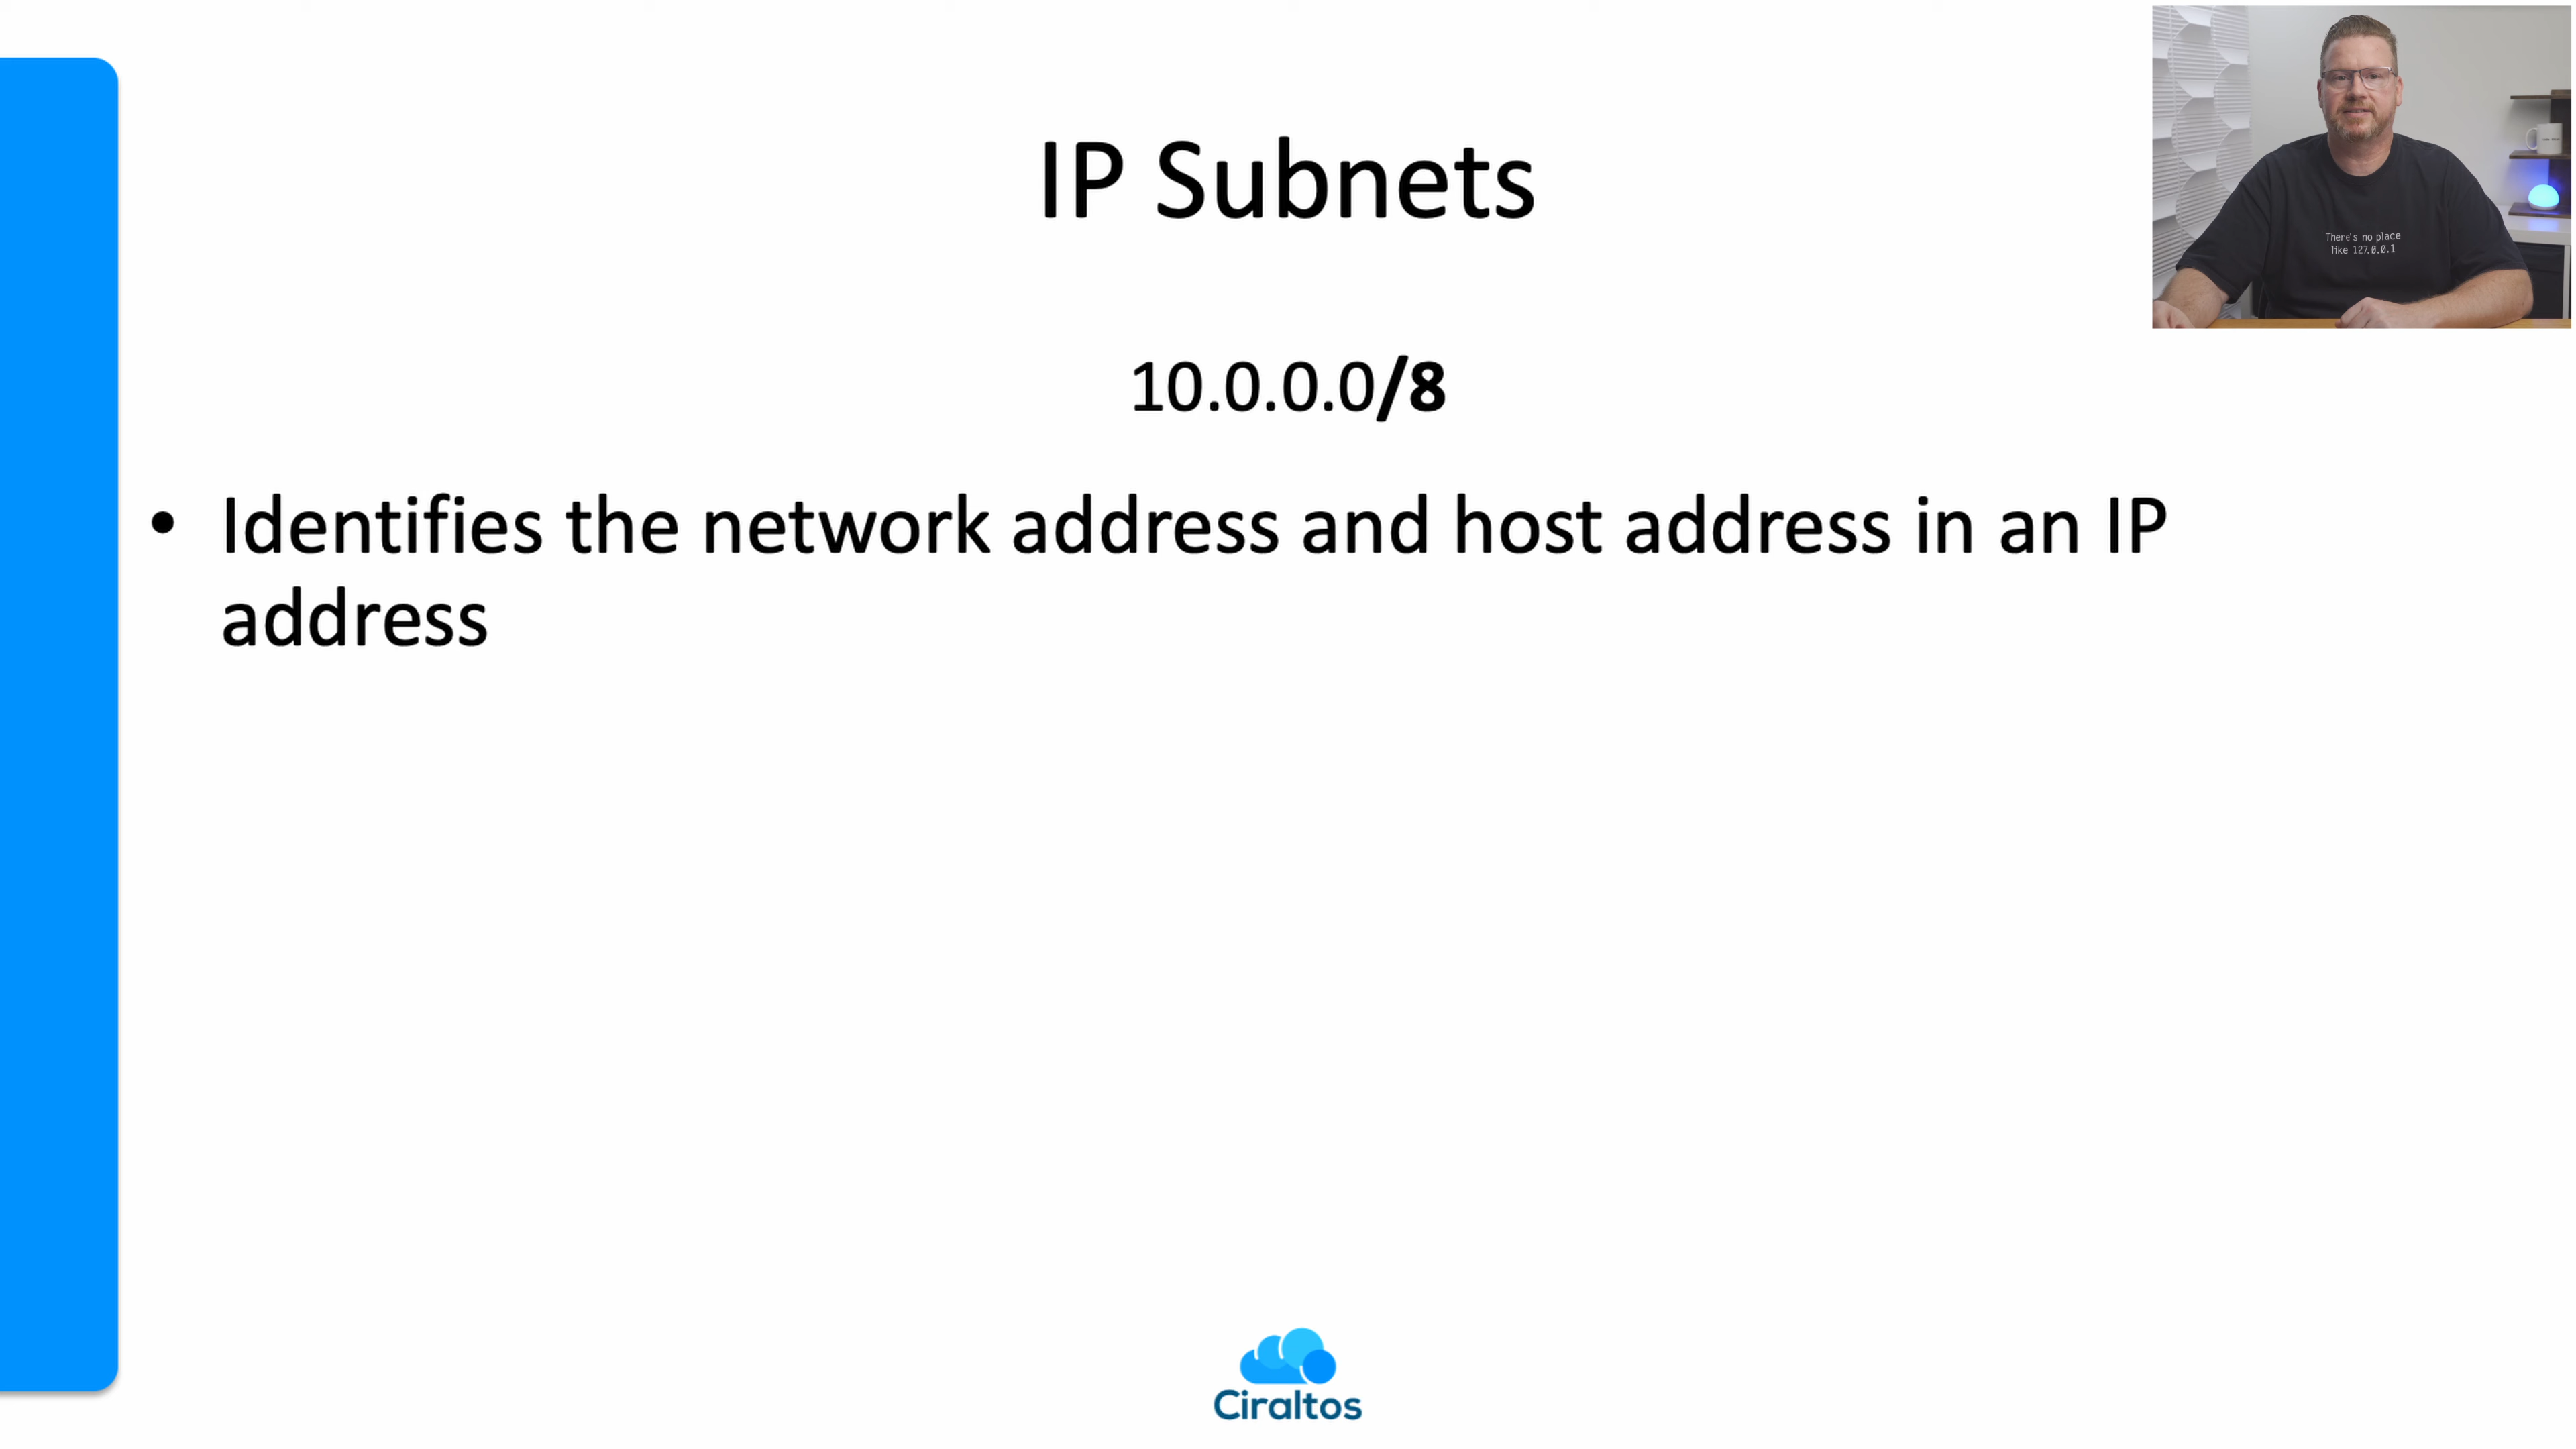 IP Subnets
There's no place
like 127.0.0.1
10.0.0.0/8
• Identifies the network address and host address in an IP
address
Ciraltos